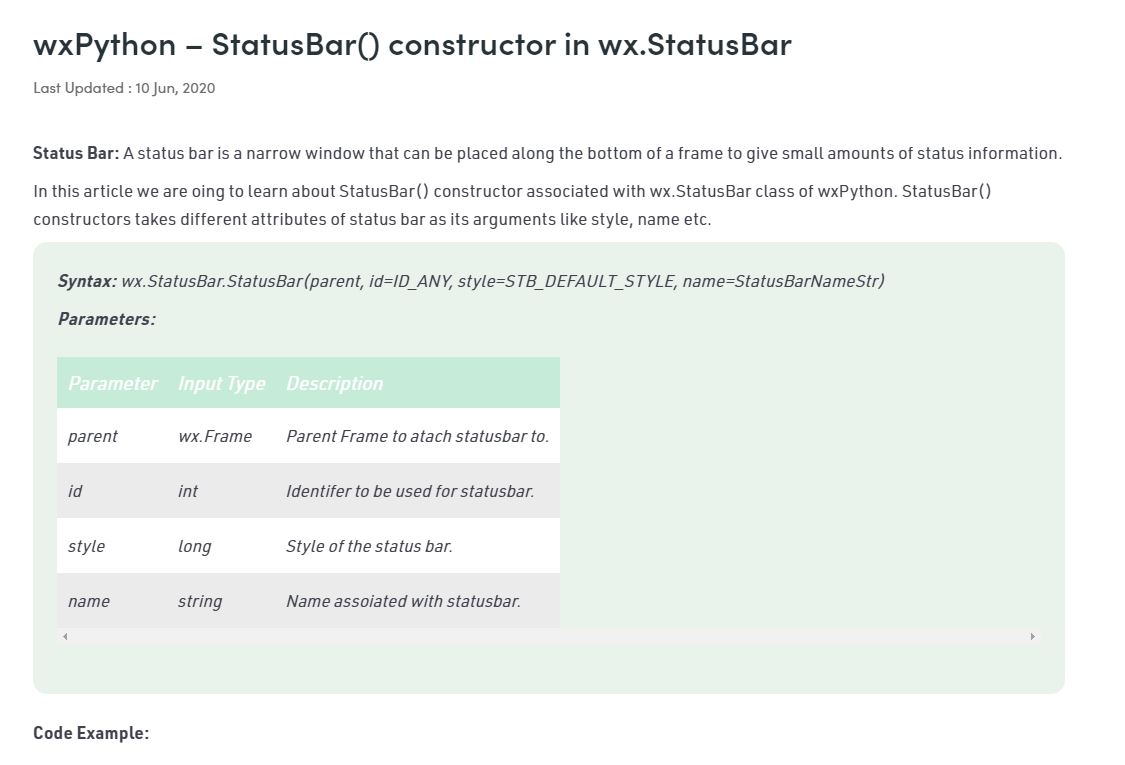 wxPython – StatusBar() constructor in wx.StatusBar
Last Updated : 10 Jun, 2020
Status Bar: A status bar is a narrow window that can be placed along the bottom of a frame to give small amounts of status information.
In this article we are oing to learn about StatusBar() constructor associated with wx.StatusBar class of wxPython. StatusBar()
constructors takes different attributes of status bar as its arguments like style, name etc.
Syntax: wx.StatusBar.StatusBar(parent, id=ID_ANY, style=STB_DEFAULT_STYLE, name=StatusBarNameStr)
Parameters:
Parameter Input Type Description
parent wx.Frame Parent Frame to atach statusbar to.
id int Identifer to be used for statusbar.
style long Style of the status bar.
name string Name assoiated with statusbar.
Code Example: